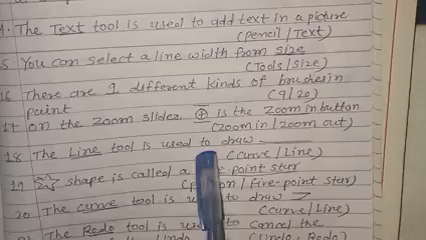 4. The Text tool is used to add text in a picture
(Pencil/Text)
5 You can select a line width from size
(Tools/size)
16 There are 9 different kinds of brushes in
paint (9/20)
17 on the zoom slider ⊕ is the zoom in button
(zoom in/zoom out)
18 The Line tool is used to draw
(curve/Line)
19 shape is called a point star
/five-point star)
20 The curve tool is to draw
(curve/Line)
The Redo tool is to cancel the
(undo, Redo)